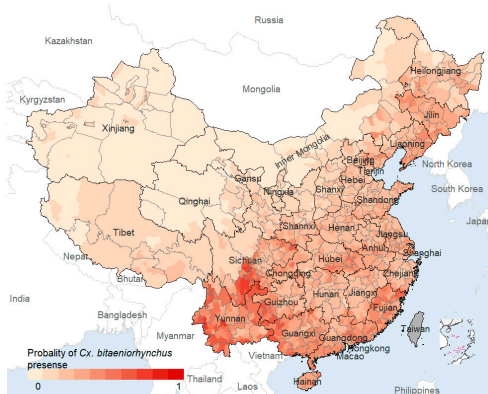 Russia
Kazakhstan
Mongolia
Heilongjiang
Kyrgyzstan
Jilin
Xinjiang
Liaoning
Inner Mongolia
Beijing
Tianjin
North Korea
Gansu
Hebei
Ningxia
Shanxi
South Korea
Qinghai
Shandong
Japa
Shannxi
Henan
Jiangsu
Tibet
Anhui
Shanghai
Nepal
Sichuan
Hubei
Chongqing
Zhejiang
Bhutan
Hunan
Jiangxi
India
Guizhou
Fujian
Yunnan
Bangladesh
Guangxi
Guangdong
Taiwan
Myanmar
Hongkong
Macao
Vietnam
Probality of Cx. bitaeniorhynchus
presense
Thailand
Laos
Hainan
Philippines
0 1